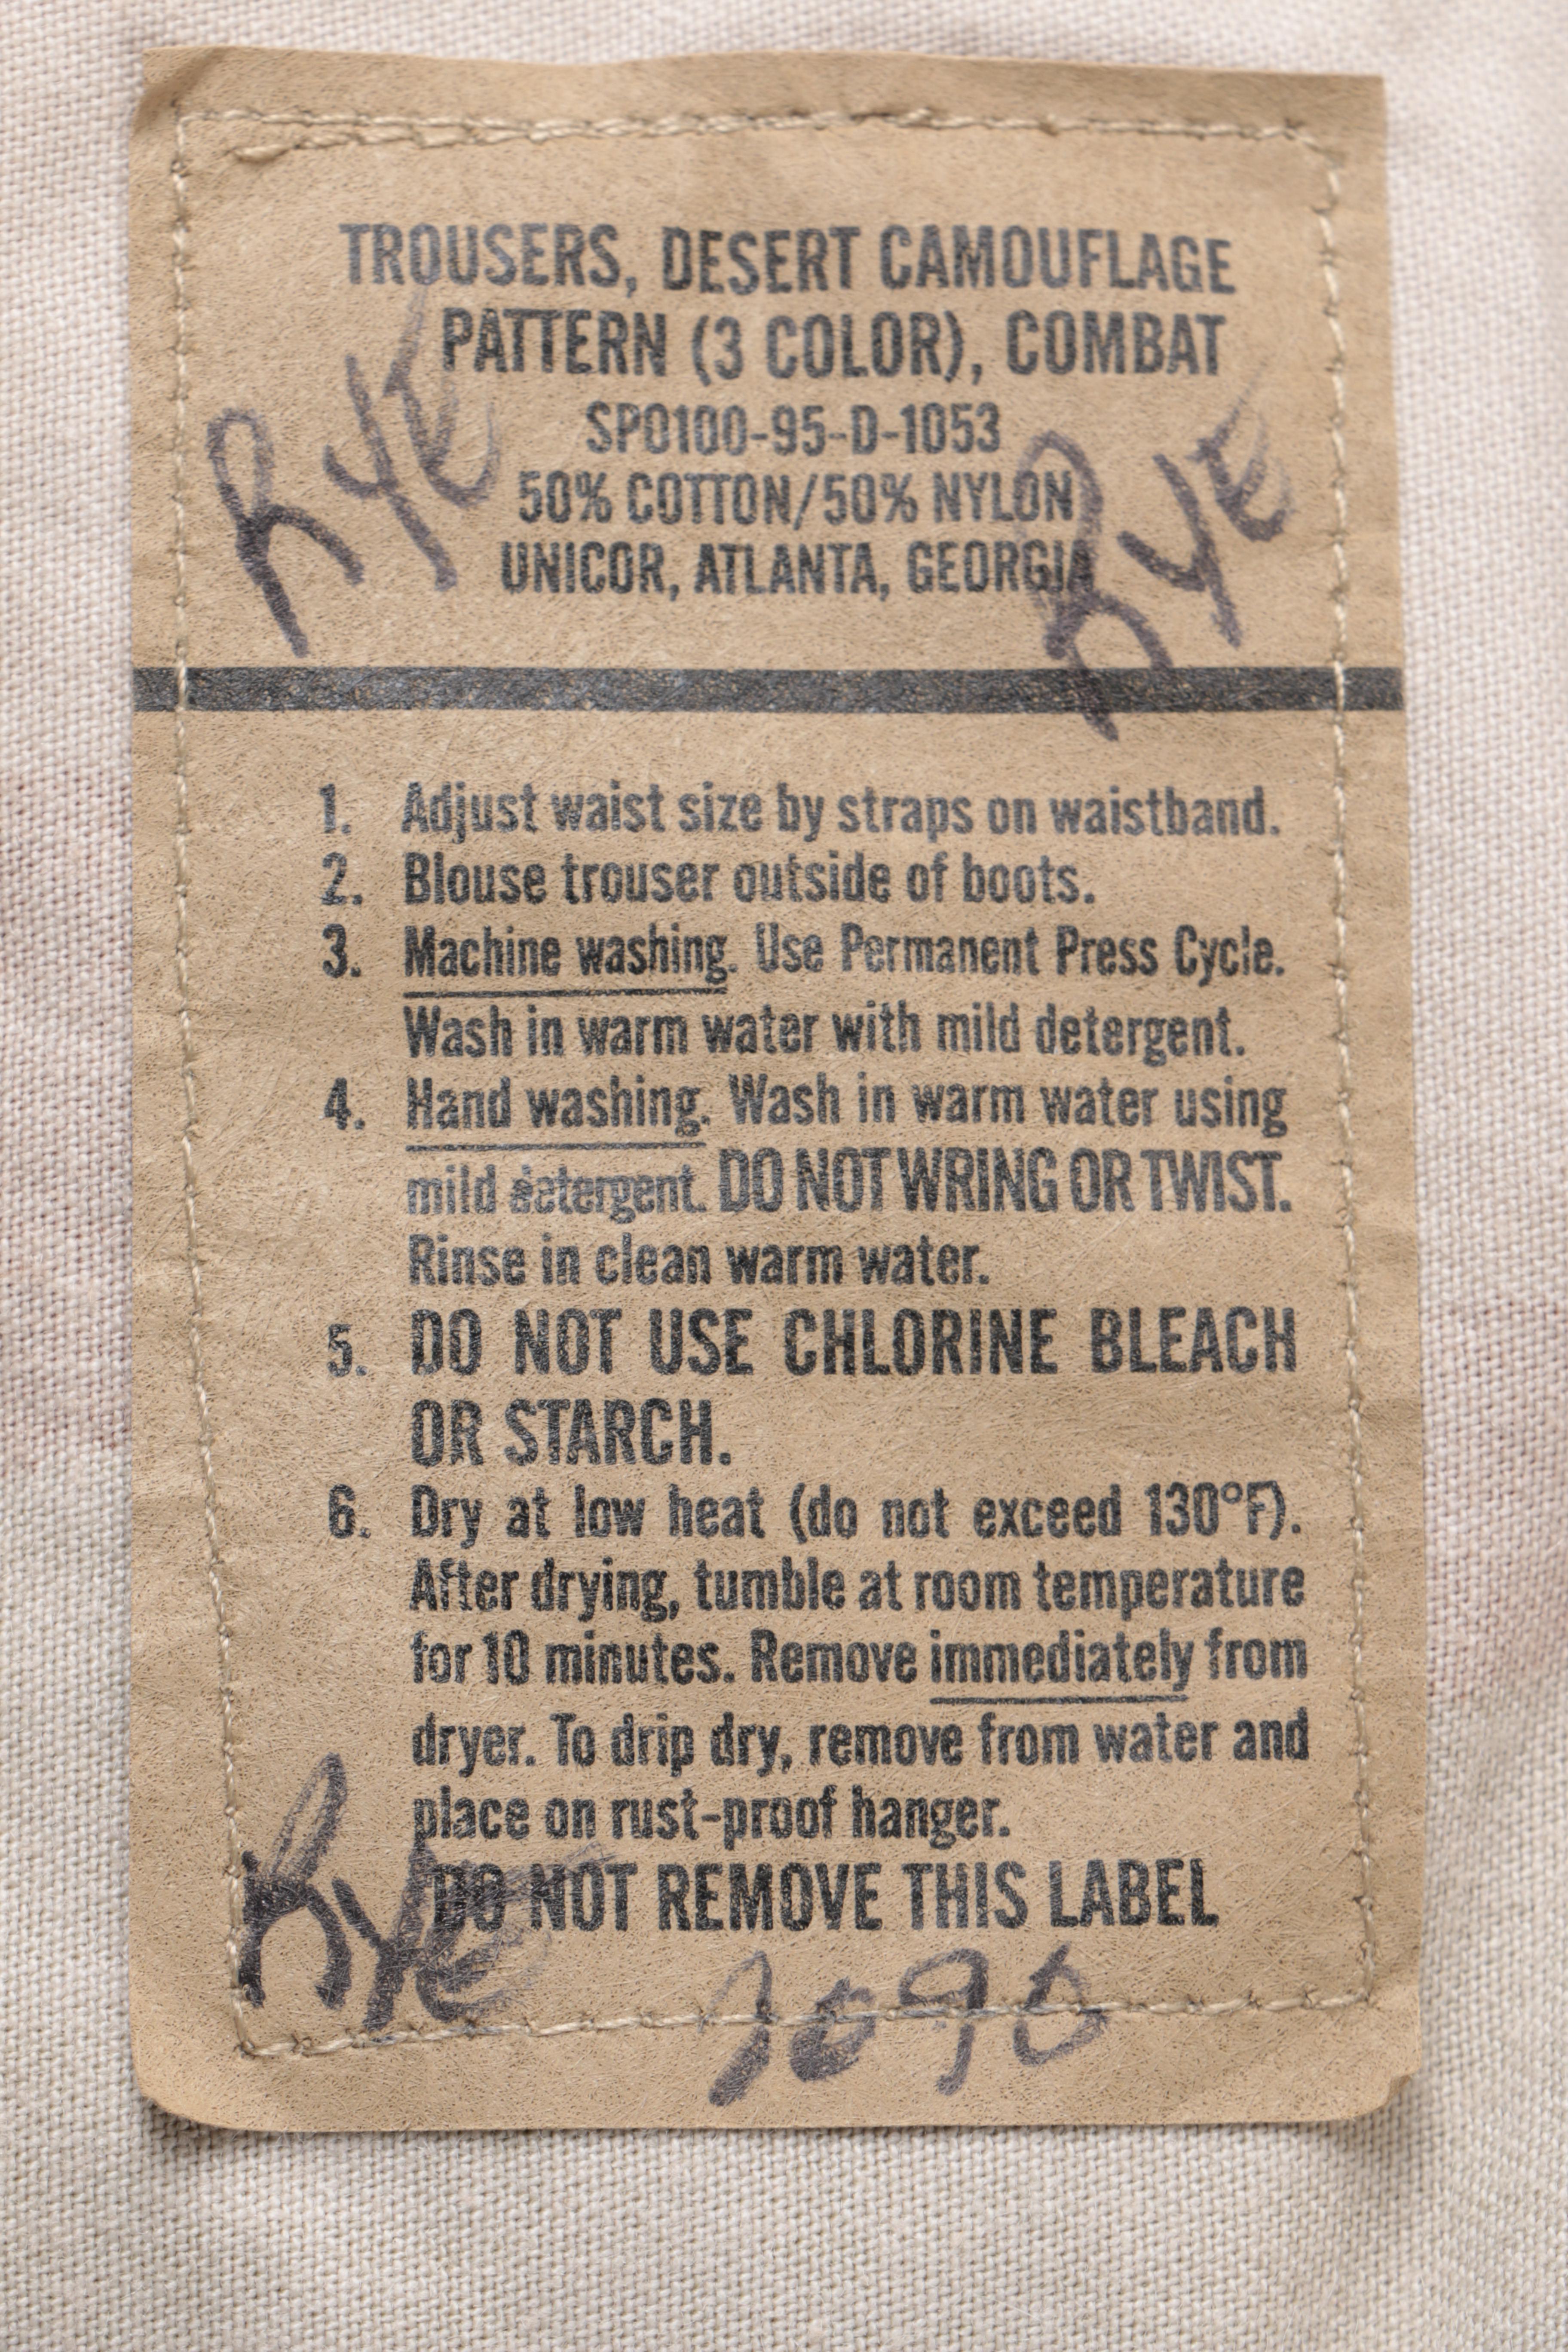 TROUSERS, DESERT CAMOUFLAGE
PATTERN (3 COLOR), COMBAT
SPO100-95-D-1053
50% COTTON/50% NYLON
UNICOR, ATLANTA, GEORGIA
RYE
RYE
1. Adjust waist size by straps on waistband.
2. Blouse trouser outside of boots.
3. Machine washing. Use Permanent Press Cycle.
Wash in warm water with mild detergent.
4. Hand washing. Wash in warm water using
mild detergent. DO NOT WRING OR TWIST.
Rinse in clean warm water.
5. DO NOT USE CHLORINE BLEACH
OR STARCH.
6. Dry at low heat (do not exceed 130°F).
After drying, tumble at room temperature
for 10 minutes. Remove immediately from
dryer. To drip dry, remove from water and
place on rust-proof hanger.
DO NOT REMOVE THIS LABEL
RYE